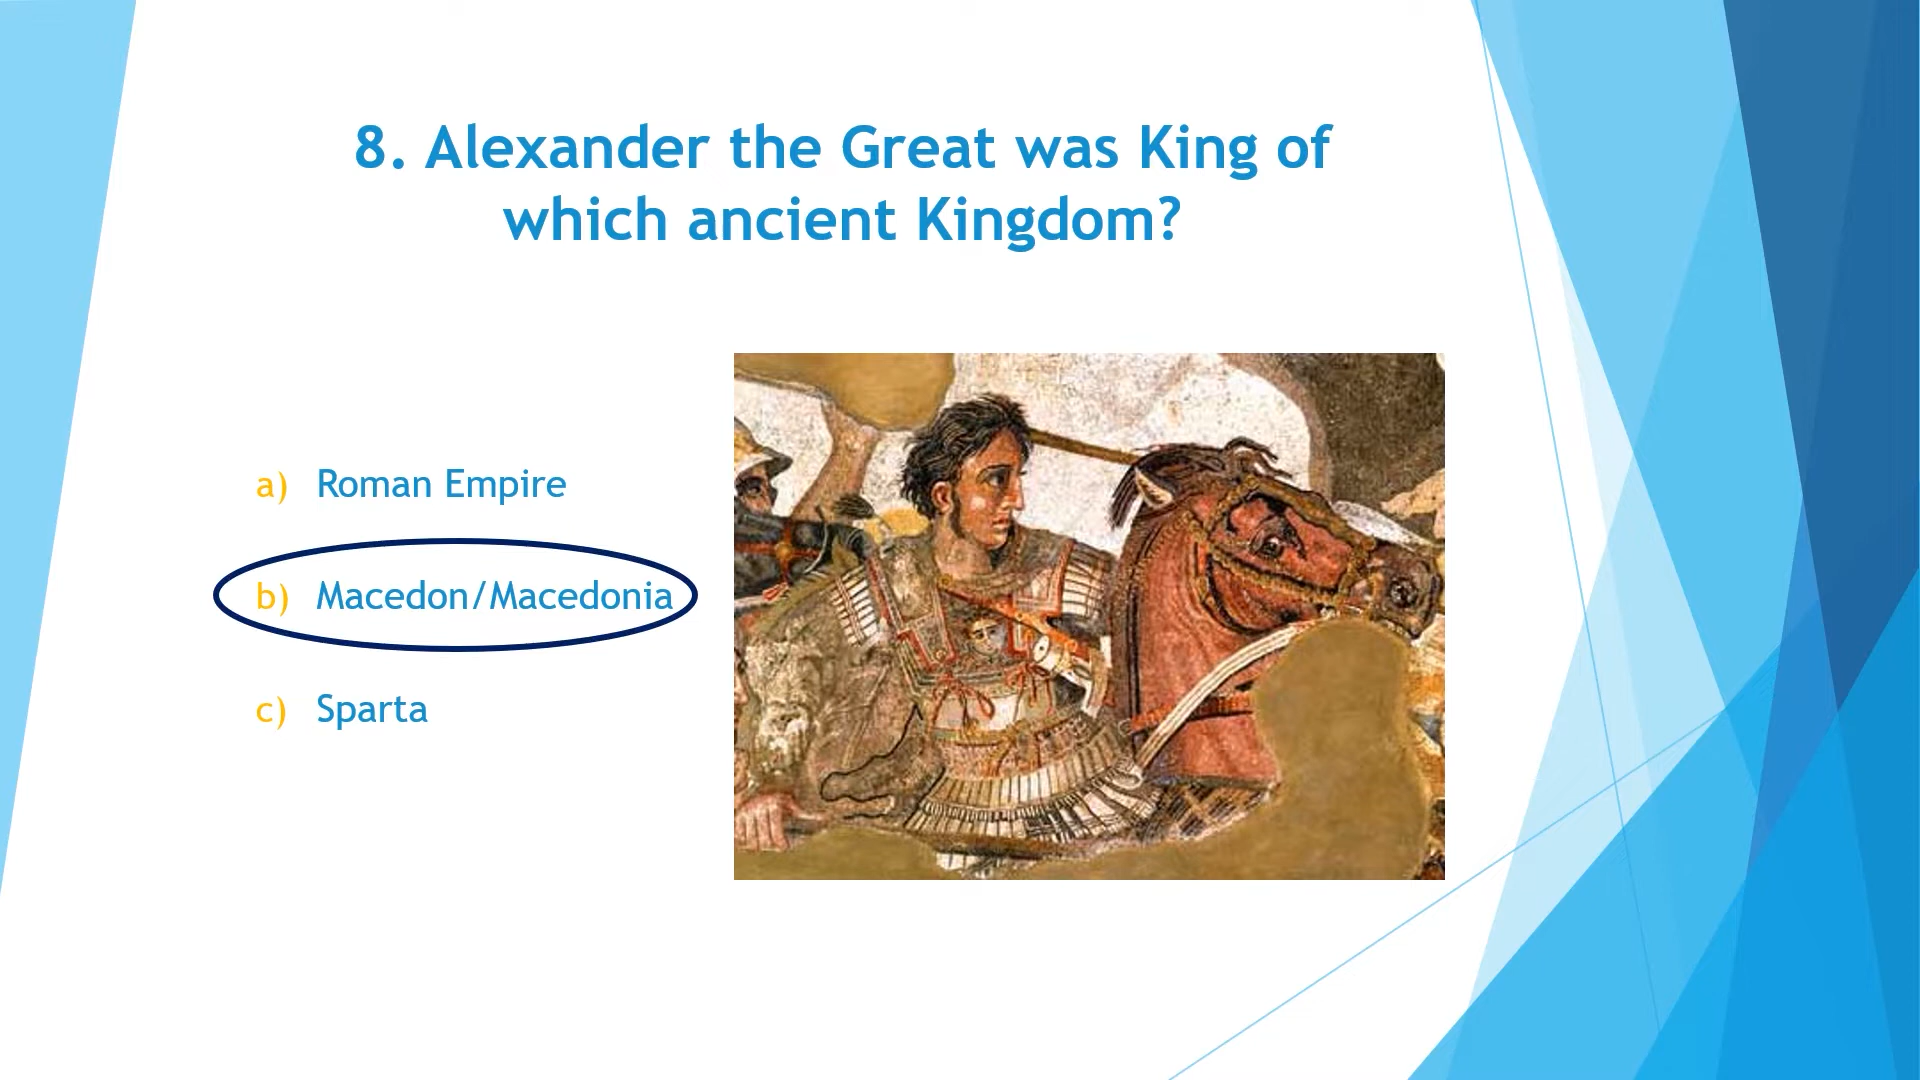 8. Alexander the Great was King of
which ancient Kingdom?
a) Roman Empire
b) Macedon/Macedonia
c) Sparta